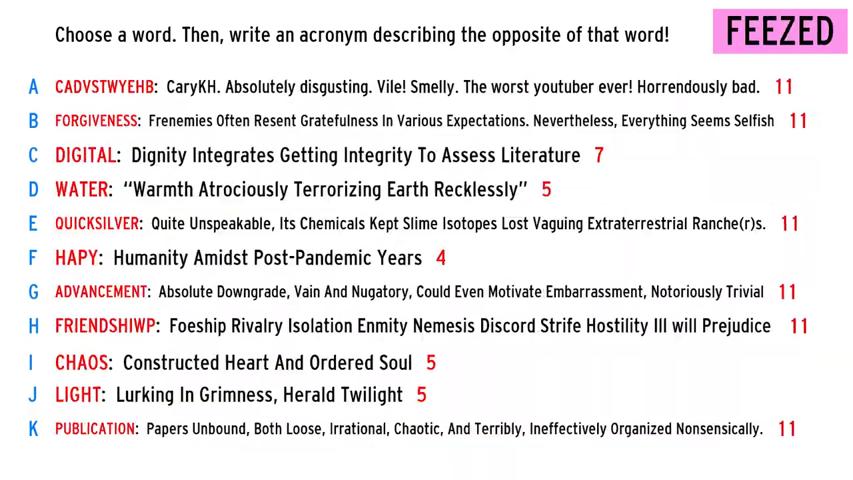 Choose a word. Then, write an acronym describing the opposite of that word! FEEZED
A CADVSTWYEHB: CaryKH. Absolutely disgusting. Vile! Smelly. The worst youtuber ever! Horrendously bad. 11
B FORGIVENESS: Frenemies Often Resent Gratefulness In Various Expectations. Nevertheless, Everything Seems Selfish 11
C DIGITAL: Dignity Integrates Getting Integrity To Assess Literature 7
D WATER: “Warmth Atrociously Terrorizing Earth Recklessly” 5
E QUICKSILVER: Quite Unspeakable, Its Chemicals Kept Slime Isotopes Lost Vaguing Extraterrestrial Ranche(r)s. 11
F HAPY: Humanity Amidst Post-Pandemic Years 4
G ADVANCEMENT: Absolute Downgrade, Vain And Nugatory, Could Even Motivate Embarrassment, Notoriously Trivial 11
H FRIENDSHIWP: Foeship Rivalry Isolation Enmity Nemesis Discord Strife Hostility Ill will Prejudice 11
I CHAOS: Constructed Heart And Ordered Soul 5
J LIGHT: Lurking In Grimness, Herald Twilight 5
K PUBLICATION: Papers Unbound, Both Loose, Irrational, Chaotic, And Terribly, Ineffectively Organized Nonsensically. 11